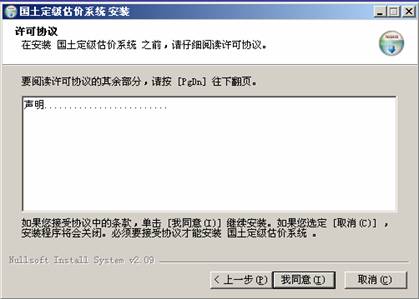 国土定级估价系统 安装
许可协议
在安装 国土定级估价系统 之前，请仔细阅读许可协议。
要阅读许可协议的其余部分，请按 [PgDn] 往下翻页。
声明........................
如果您接受协议中的条款，单击 [我同意(I)] 继续安装。如果您选定 [取消(C)] ，
安装程序将会关闭。必须要接受协议才能安装 国土定级估价系统 。
Nullsoft Install System v2.09
< 上一步(P) 我同意(I) 取消(C)